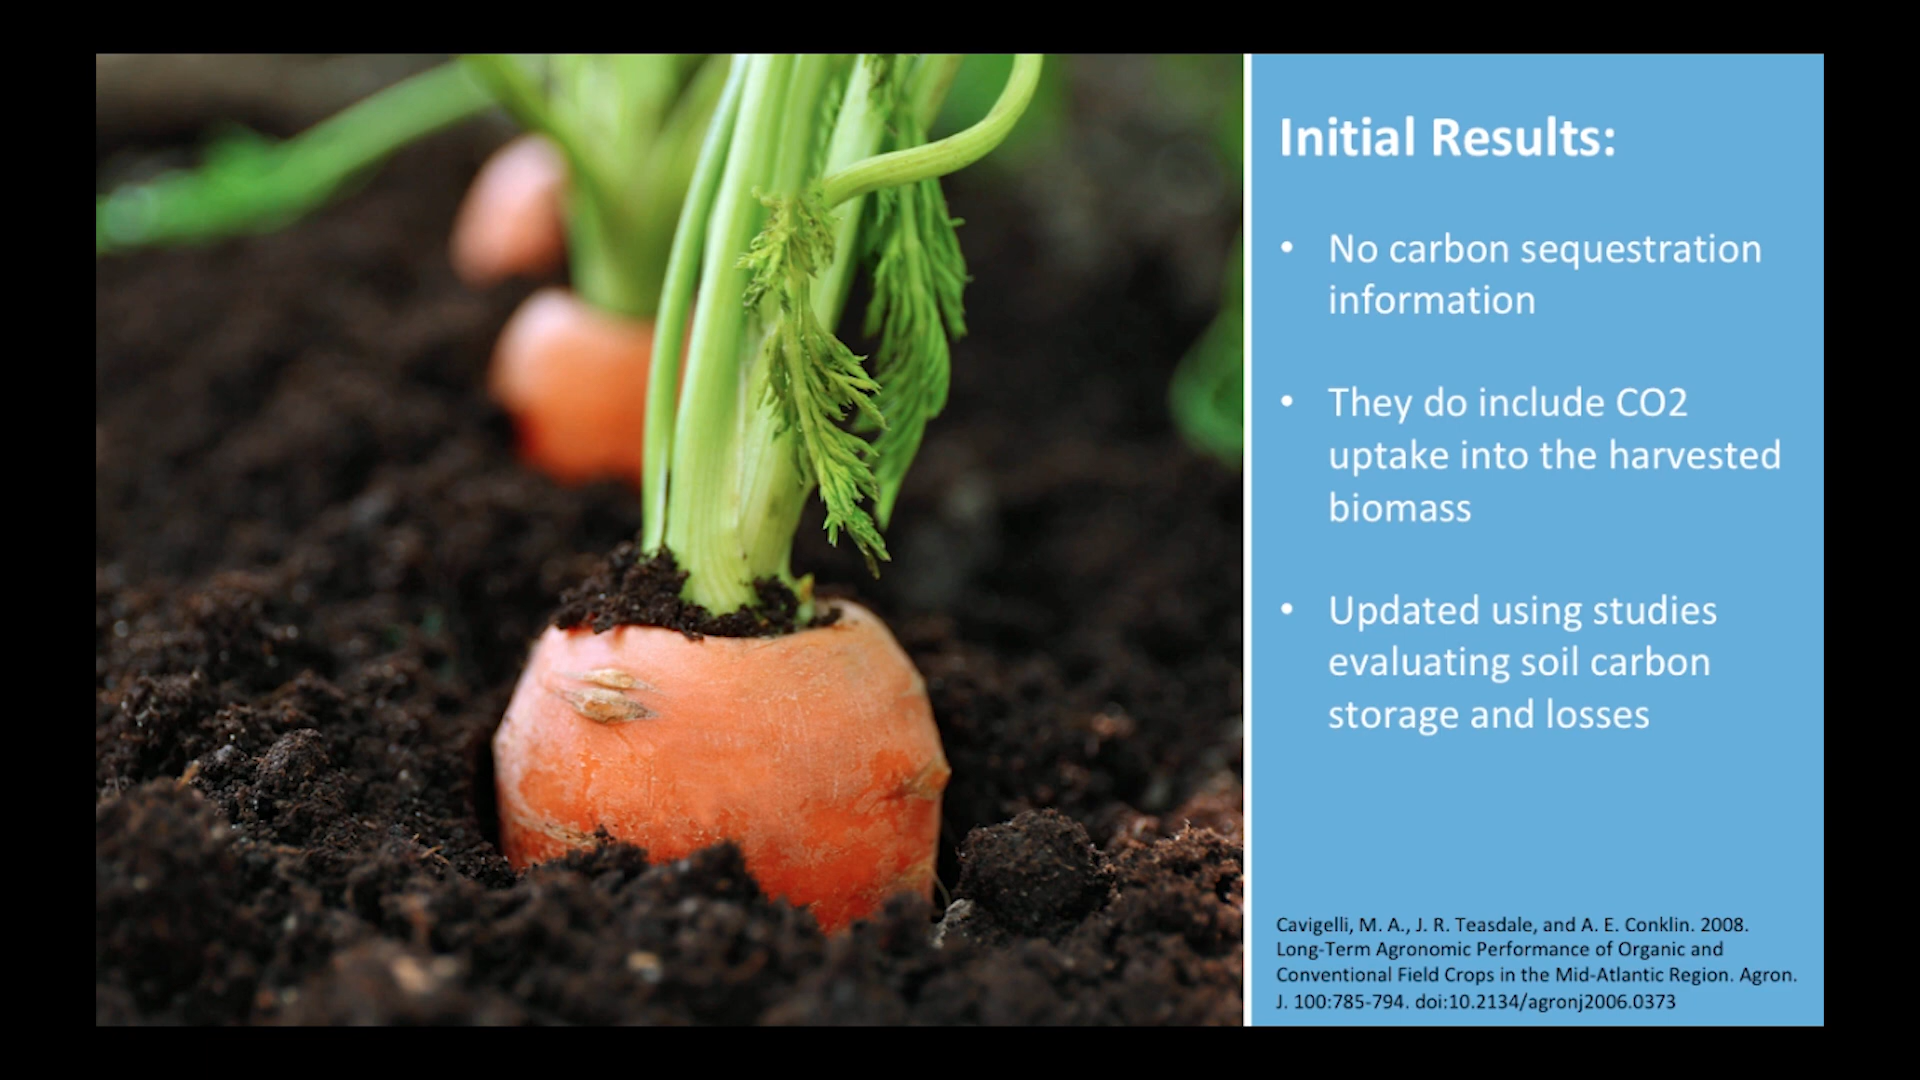 Initial Results:
• No carbon sequestration
information
• They do include CO2
uptake into the harvested
biomass
• Updated using studies
evaluating soil carbon
storage and losses
Cavigelli, M. A., J. R. Teasdale, and A. E. Conklin. 2008.
Long-Term Agronomic Performance of Organic and
Conventional Field Crops in the Mid-Atlantic Region. Agron.
J. 100:785-794. doi:10.2134/agronj2006.0373